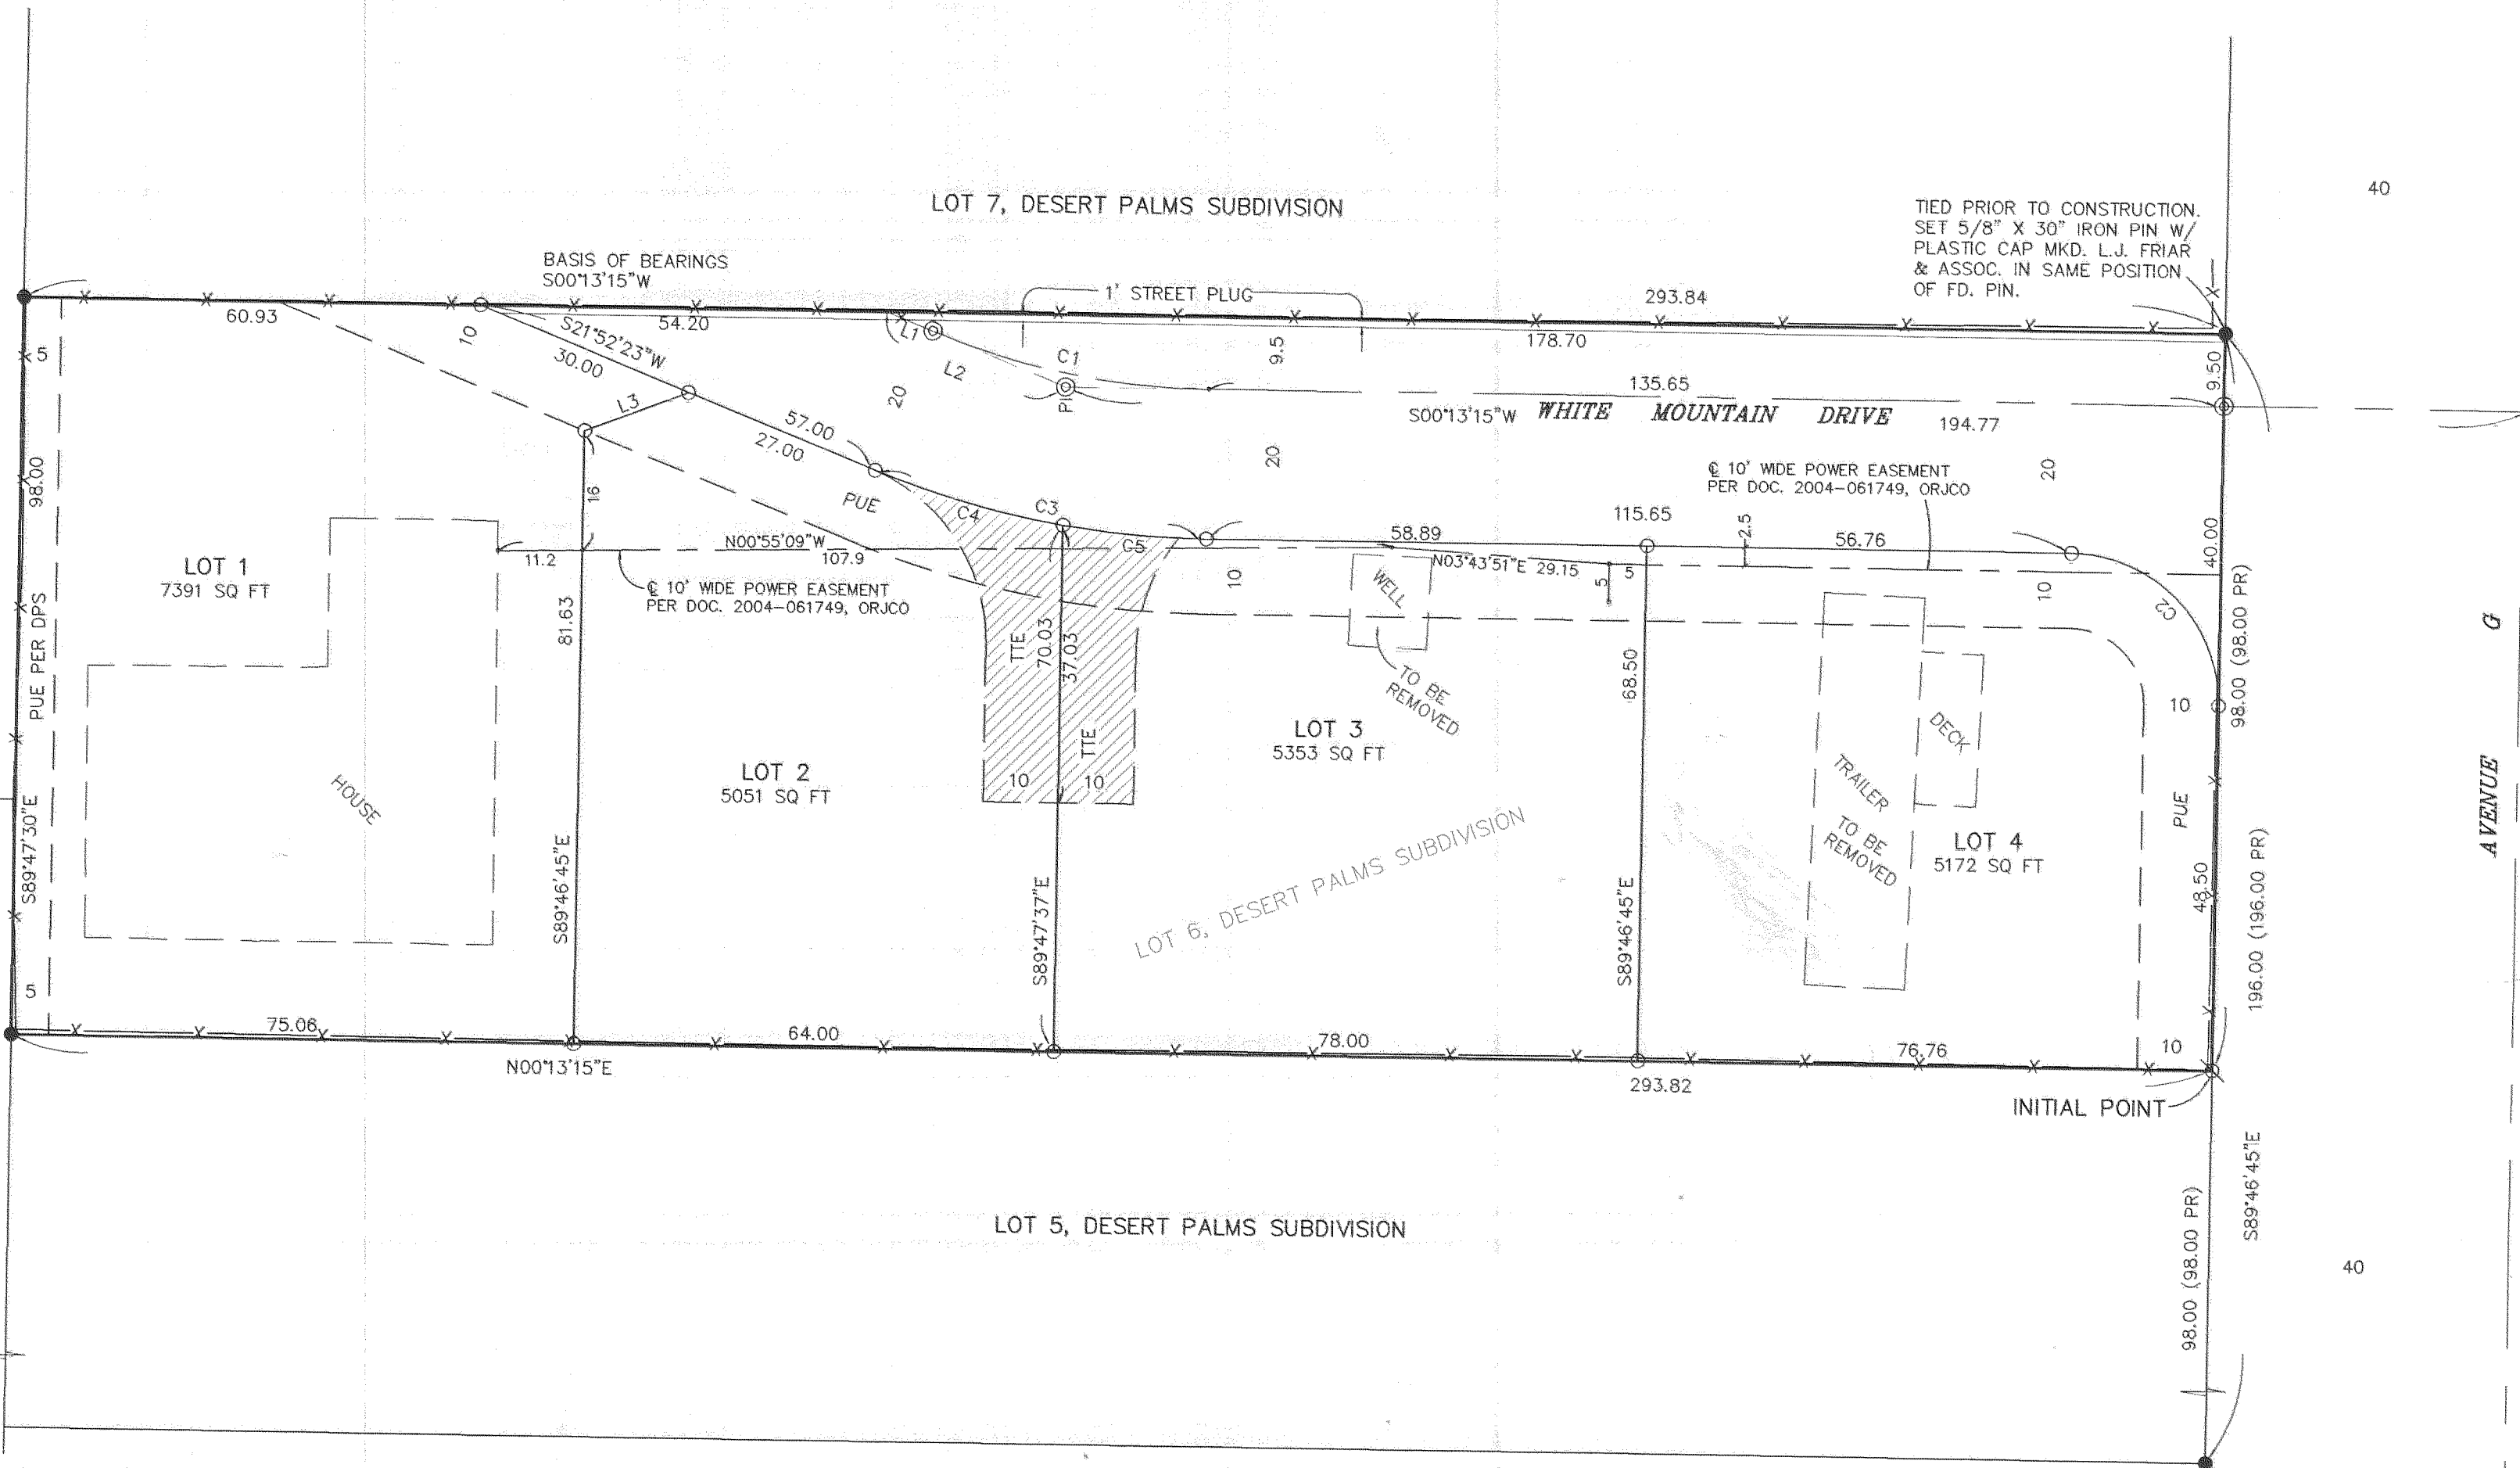 40
LOT 7, DESERT PALMS SUBDIVISION
TIED PRIOR TO CONSTRUCTION.
SET 5/8" X 30" IRON PIN W/
PLASTIC CAP MKD. L.J. FRIAR
& ASSOC. IN SAME POSITION
OF FD. PIN.
BASIS OF BEARINGS
S00°13'15"W
1' STREET PLUG
293.84
60.93
54.20
178.70
10
S21°52'23"W
30.00
L1
L2
C1
PI
9.5
9.50
135.65
S00°13'15"W
WHITE MOUNTAIN DRIVE
194.77
5
L3
20
57.00
27.00
20
20
℄ 10' WIDE POWER EASEMENT
PER DOC. 2004-061749, ORJCO
98.00
16
PUE
C4
C3
C5
58.89
115.65
2.5
56.76
40.00
N00°55'09"W
11.2
107.9
N03°43'51"E 29.15
5
5
10
10
C2
LOT 1
7391 SQ FT
℄ 10' WIDE POWER EASEMENT
PER DOC. 2004-061749, ORJCO
WELL
TO BE
REMOVED
98.00 (98.00 PR)
AVENUE G
PUE PER DPS
81.63
TTE
70.03
37.03
TTE
10
10
68.50
10
LOT 3
5353 SQ FT
DECK
LOT 2
5051 SQ FT
HOUSE
TRAILER
TO BE
REMOVED
PUE
LOT 4
5172 SQ FT
S89°47'30"E
S89°46'45"E
S89°47'37"E
S89°46'45"E
LOT 6, DESERT PALMS SUBDIVISION
48.50
196.00 (196.00 PR)
5
75.06
64.00
78.00
76.76
10
N00°13'15"E
293.82
INITIAL POINT
S89°46'45"E
98.00 (98.00 PR)
LOT 5, DESERT PALMS SUBDIVISION
40